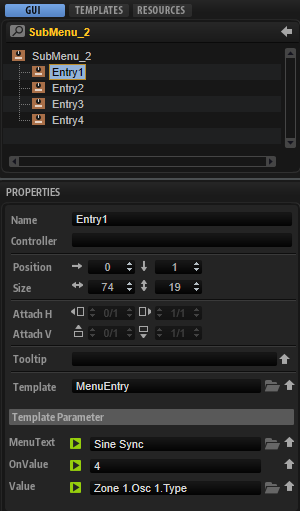 GUI TEMPLATES RESOURCES
SubMenu_2
SubMenu_2
Entry1
Entry2
Entry3
Entry4
PROPERTIES
Name Entry1
Controller
Position 0 1
Size 74 19
Attach H 0/1 1/1
Attach V 0/1 1/1
Tooltip
Template MenuEntry
Template Parameter
MenuText Sine Sync
OnValue 4
Value Zone 1.Osc 1.Type